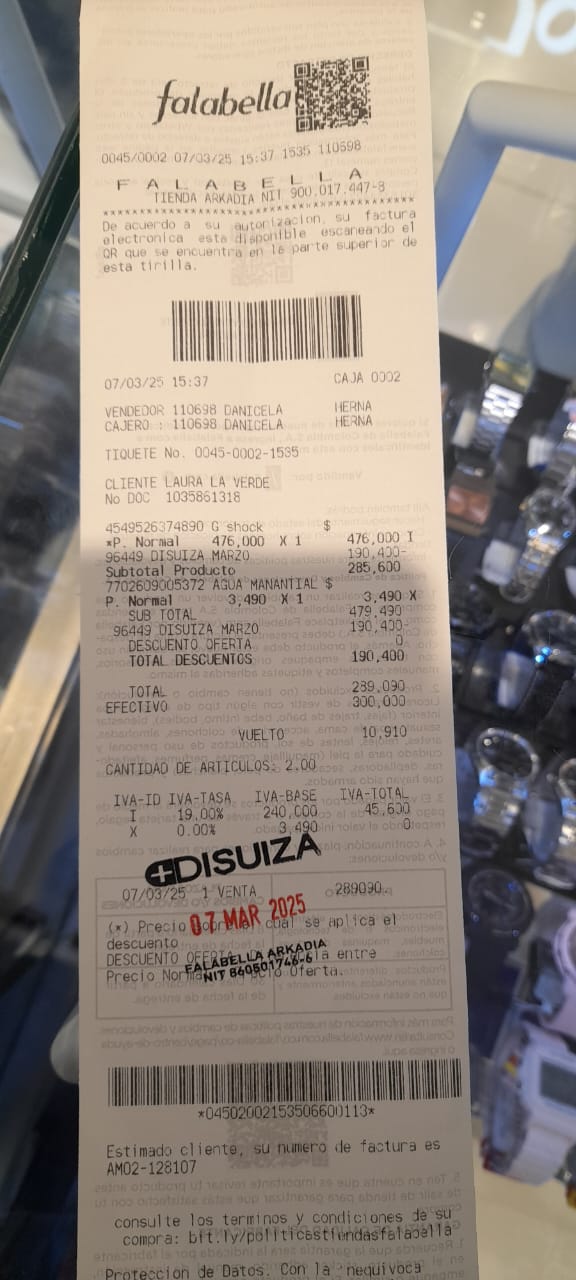 falabella
0045/0002 07/03/25 15:37 1535 110698
F A L A B E L L A
TIENDA ARKADIA NIT 900.017.447-8
****************************************
De acuerdo a su autorizacion, su factura
electronica esta disponible escaneando el
QR que se encuentra en la parte superior de
esta tirilla.
07/03/25 15:37 CAJA 0002
VENDEDOR 110698 DANICELA HERNA
CAJERO : 110698 DANICELA HERNA
TIQUETE No. 0045-0002-1535
CLIENTE LAURA LA VERDE
No DOC 1035861318
4549526374890 G shock $
*P. Normal 476,000 X 1 476,000 I
96449 DISUIZA MARZO 190,400-
Subtotal Producto 285,600
7702609005372 AGUA MANANTIAL $
P. Normal 3,490 X 1 3,490 X
SUB TOTAL 479,490
96449 DISUIZA MARZO 190,400-
DESCUENTO OFERTA 0
TOTAL DESCUENTOS 190,400
TOTAL 289,090
EFECTIVO 300,000
VUELTO 10,910
CANTIDAD DE ARTICULOS: 2.00
IVA-ID IVA-TASA IVA-BASE IVA-TOTAL
I 19,00% 240,000 45,600
X 0.00% 3,490 0
DISUIZA
07/03/25 1 VENTA 289090.
07 MAR 2025
(*) Precio sobre el cual se aplica el
descuento
FALABELLA ARKADIA
DESCUENTO OFERTA entre
NIT 860501746-6
Precio Normal Oferta.
*04502002153506600113*
Estimado cliente, su numero de factura es
AM02-128107
consulte los terminos y condiciones de su
compra: bit.ly/politicastiendasfalabella
Proteccion de Datos. Con la inequivoca